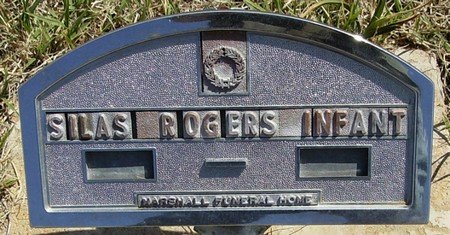 SILAS ROGERS INFANT
MARSHALL FUNERAL HOME